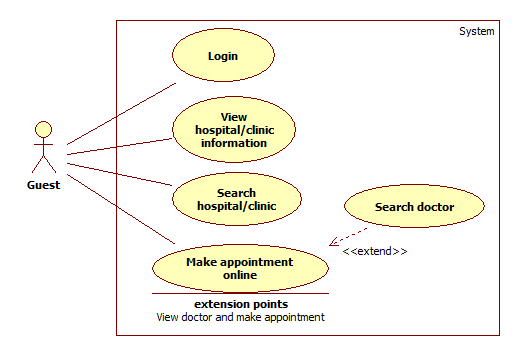 System
Login
View
hospital/clinic
information
Guest
Search
hospital/clinic
Search doctor
Make appointment
online
<<extend>>
extension points
View doctor and make appointment